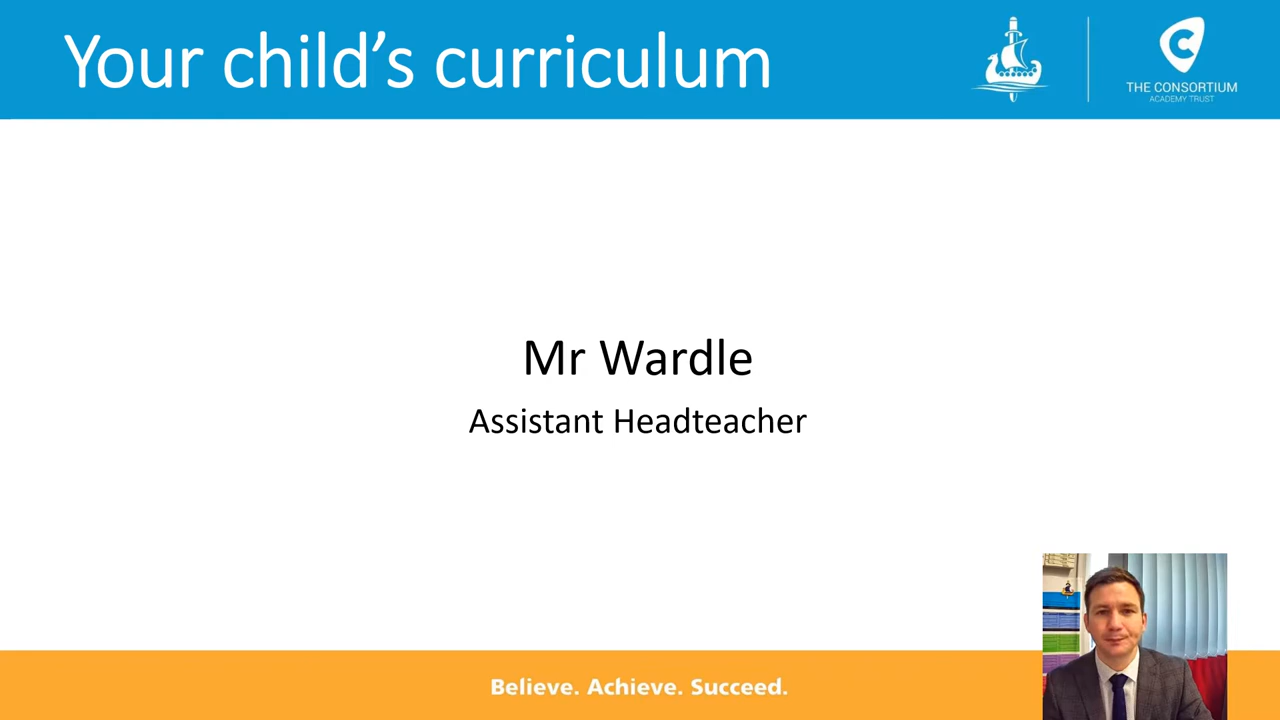 Your child’s curriculum
THE CONSORTIUM
ACADEMY TRUST
Mr Wardle
Assistant Headteacher
Believe. Achieve. Succeed.